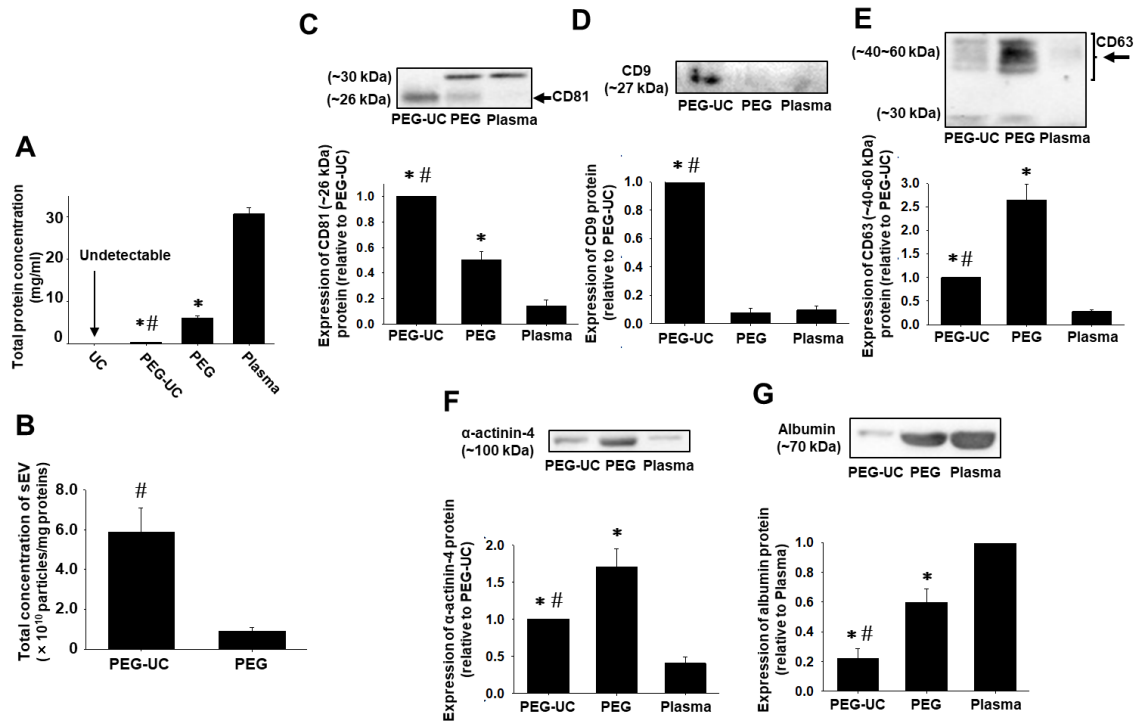 A
Total protein concentration
(mg/ml)
30
20
10
0
Undetectable
*#
*
UC
PEG-UC
PEG
Plasma
B
Total concentration of sEV
( × 10¹⁰ particles/mg proteins)
8.0
6.0
4.0
2.0
0
#
PEG-UC PEG
C
(~30 kDa)
(~26 kDa)
CD81
PEG-UC PEG Plasma
Expression of CD81 (~26 kDa)
protein (relative to PEG-UC)
1.0
0.8
0.6
0.4
0.2
0.0
* #
*
PEG-UC PEG Plasma
D
CD9
(~27 kDa)
PEG-UC PEG Plasma
Expression of CD9 protein
(relative to PEG-UC)
1.0
0.8
0.6
0.4
0.2
0.0
* #
PEG-UC PEG Plasma
E
(~40~60 kDa)
(~30 kDa)
CD63
PEG-UC PEG Plasma
Expression of CD63 (~40-60 kDa)
protein (relative to PEG-UC)
3.0
2.5
2.0
1.5
1.0
0.5
0.0
*#
*
PEG-UC PEG Plasma
F
α-actinin-4
(~100 kDa)
PEG-UC PEG Plasma
Expression of α-actinin-4 protein
(relative to PEG-UC)
2.0
1.5
1.0
0.5
0.0
* #
*
PEG-UC PEG Plasma
G
Albumin
(~70 kDa)
PEG-UC PEG Plasma
Expression of albumin protein
(relative to Plasma)
1.0
0.8
0.6
0.4
0.2
0.0
* #
*
PEG-UC PEG Plasma